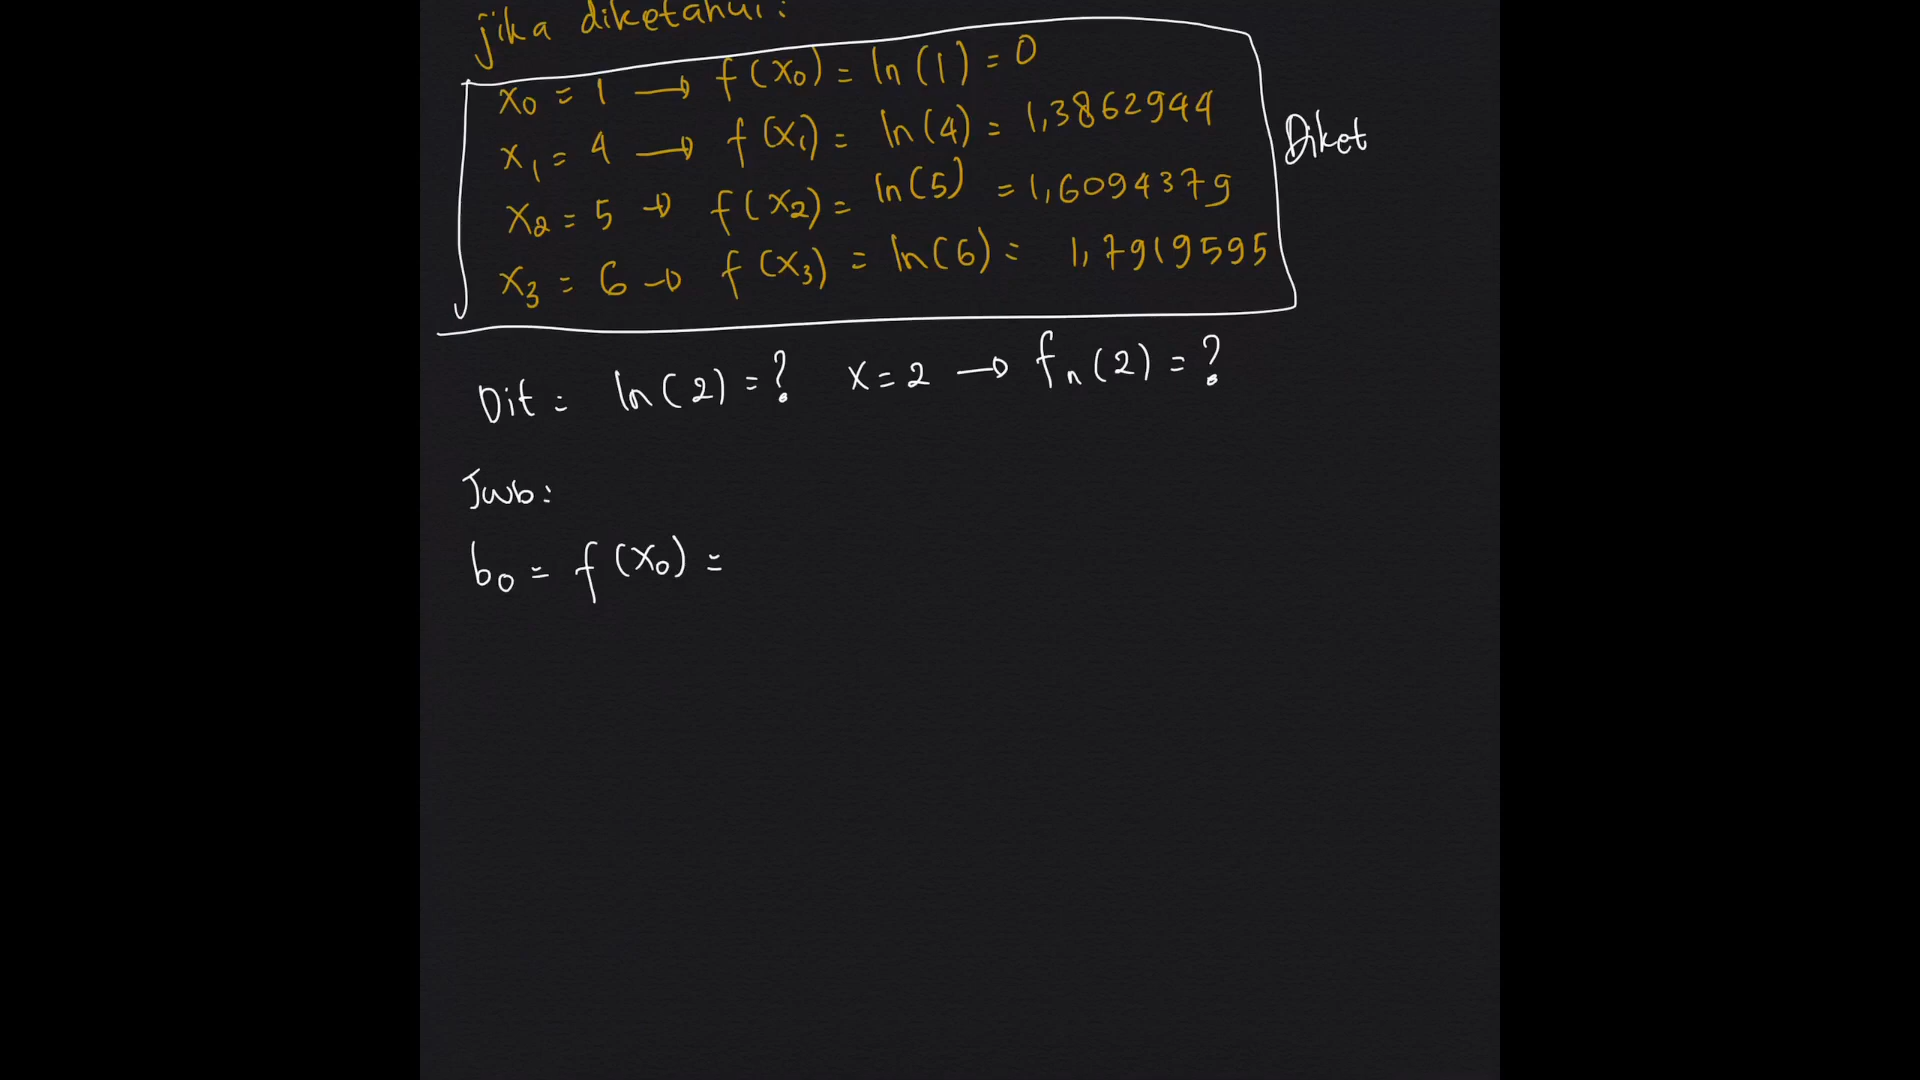 jika diketahui:
x₀ = 1 → f(x₀) = ln(1) = 0
x₁ = 4 → f(x₁) = ln(4) = 1,3862944
x₂ = 5 → f(x₂) = ln(5) = 1,6094379
x₃ = 6 → f(x₃) = ln(6) = 1,7919595
Diket
Dit = ln(2) = ? x = 2 → fₙ(2) = ?
Jwb:
b₀ = f(x₀) =